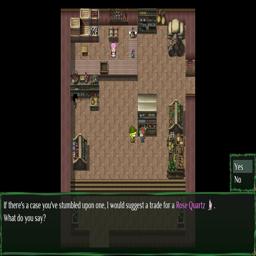 Yes
No
If there's a case you've stumbled upon one, I would suggest a trade for a Rose Quartz .
What do you say?